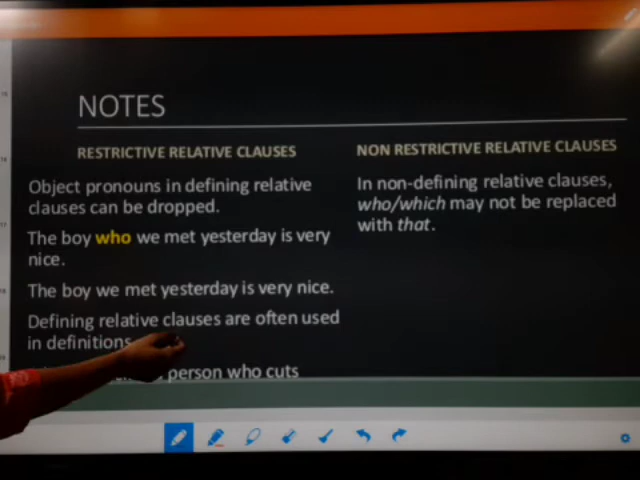 NOTES
RESTRICTIVE RELATIVE CLAUSES
Object pronouns in defining relative
clauses can be dropped.
The boy who we met yesterday is very
nice.
The boy we met yesterday is very nice.
Defining relative clauses are often used
in definitions
person who cuts
NON RESTRICTIVE RELATIVE CLAUSES
In non-defining relative clauses,
who/which may not be replaced
with that.